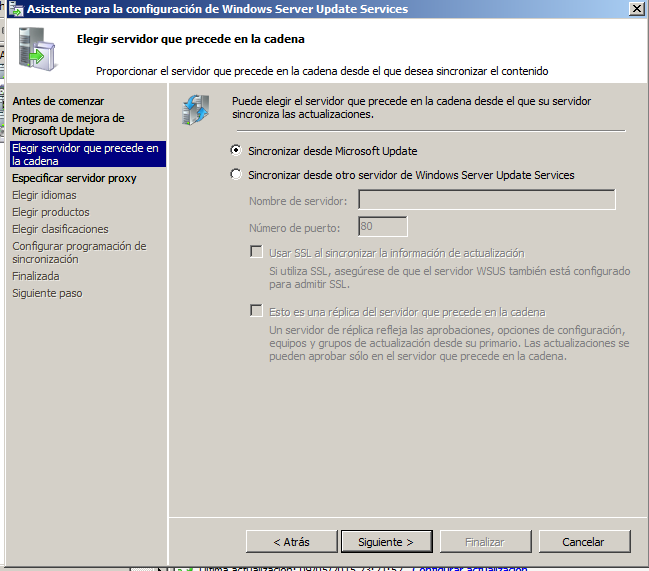 Asistente para la configuración de Windows Server Update Services
Elegir servidor que precede en la cadena
Proporcionar el servidor que precede en la cadena desde el que desea sincronizar el contenido
Antes de comenzar
Programa de mejora de
Microsoft Update
Elegir servidor que precede en
la cadena
Especificar servidor proxy
Elegir idiomas
Elegir productos
Elegir clasificaciones
Configurar programación de
sincronización
Finalizada
Siguiente paso
Puede elegir el servidor que precede en la cadena desde el que su servidor
sincroniza las actualizaciones.
Sincronizar desde Microsoft Update
Sincronizar desde otro servidor de Windows Server Update Services
Nombre de servidor:
Número de puerto: 80
Usar SSL al sincronizar la información de actualización
Si utiliza SSL, asegúrese de que el servidor WSUS también está configurado
para admitir SSL.
Esto es una réplica del servidor que precede en la cadena
Un servidor de réplica refleja las aprobaciones, opciones de configuración,
equipos y grupos de actualización desde su primario. Las actualizaciones se
pueden aprobar sólo en el servidor que precede en la cadena.
< Atrás
Siguiente >
Finalizar
Cancelar